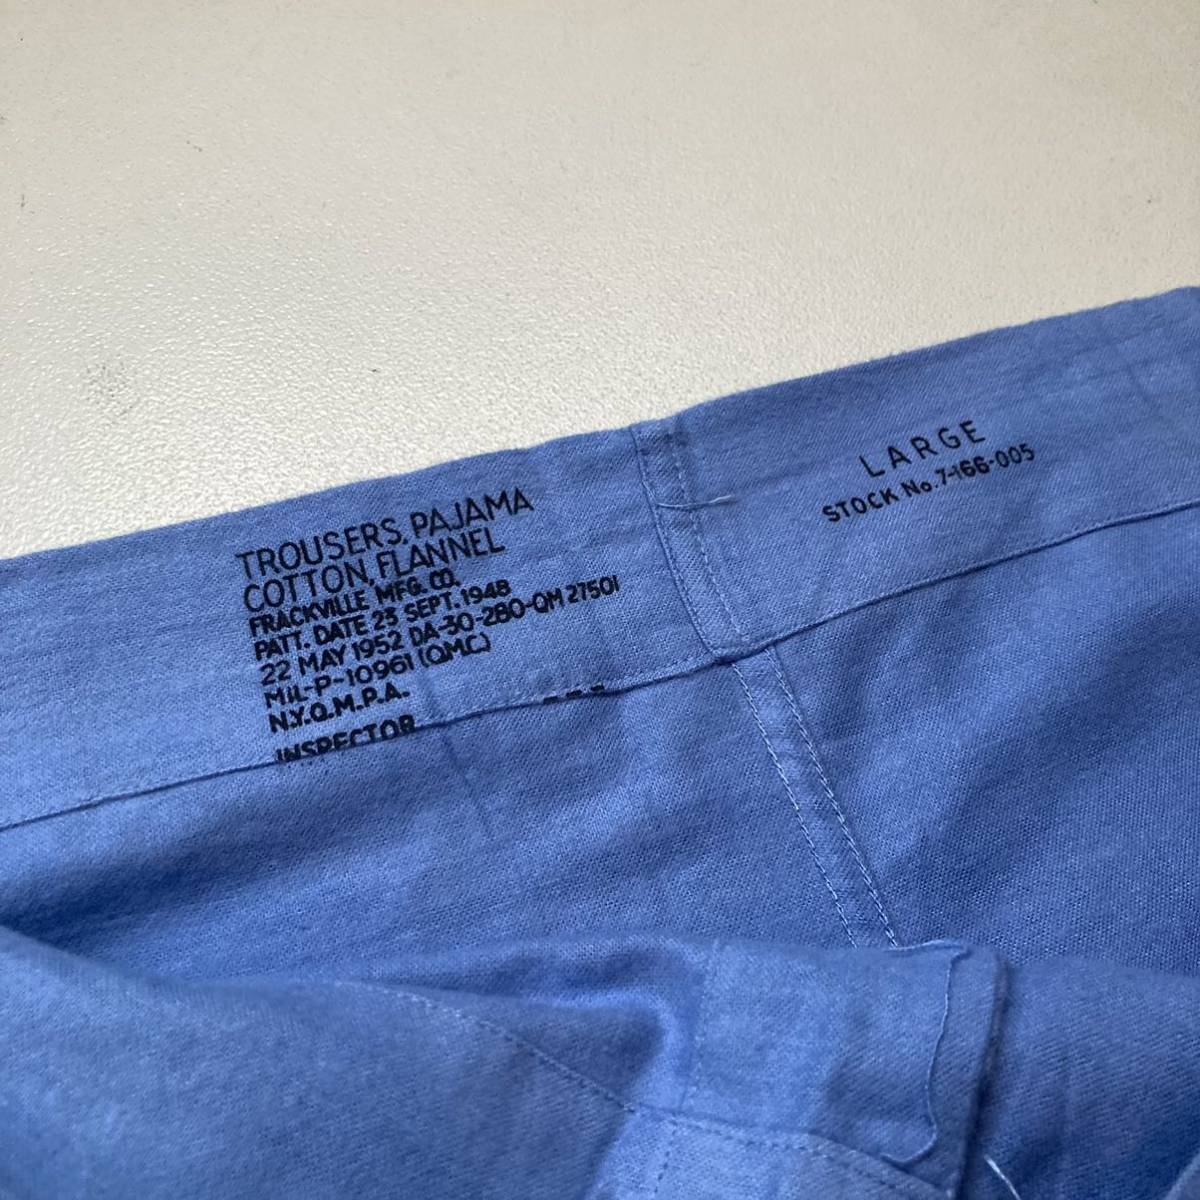 TROUSERS, PAJAMA
COTTON, FLANNEL
FRACKVILLE MFG. CO.
PATT. DATE 23 SEPT. 1948
22 MAY 1952 DA-30-280-QM 27501
MIL-P-10961 (QMC)
N.Y.Q.M.P.A.
INSPECTOR
LARGE
STOCK No. 7-166-005